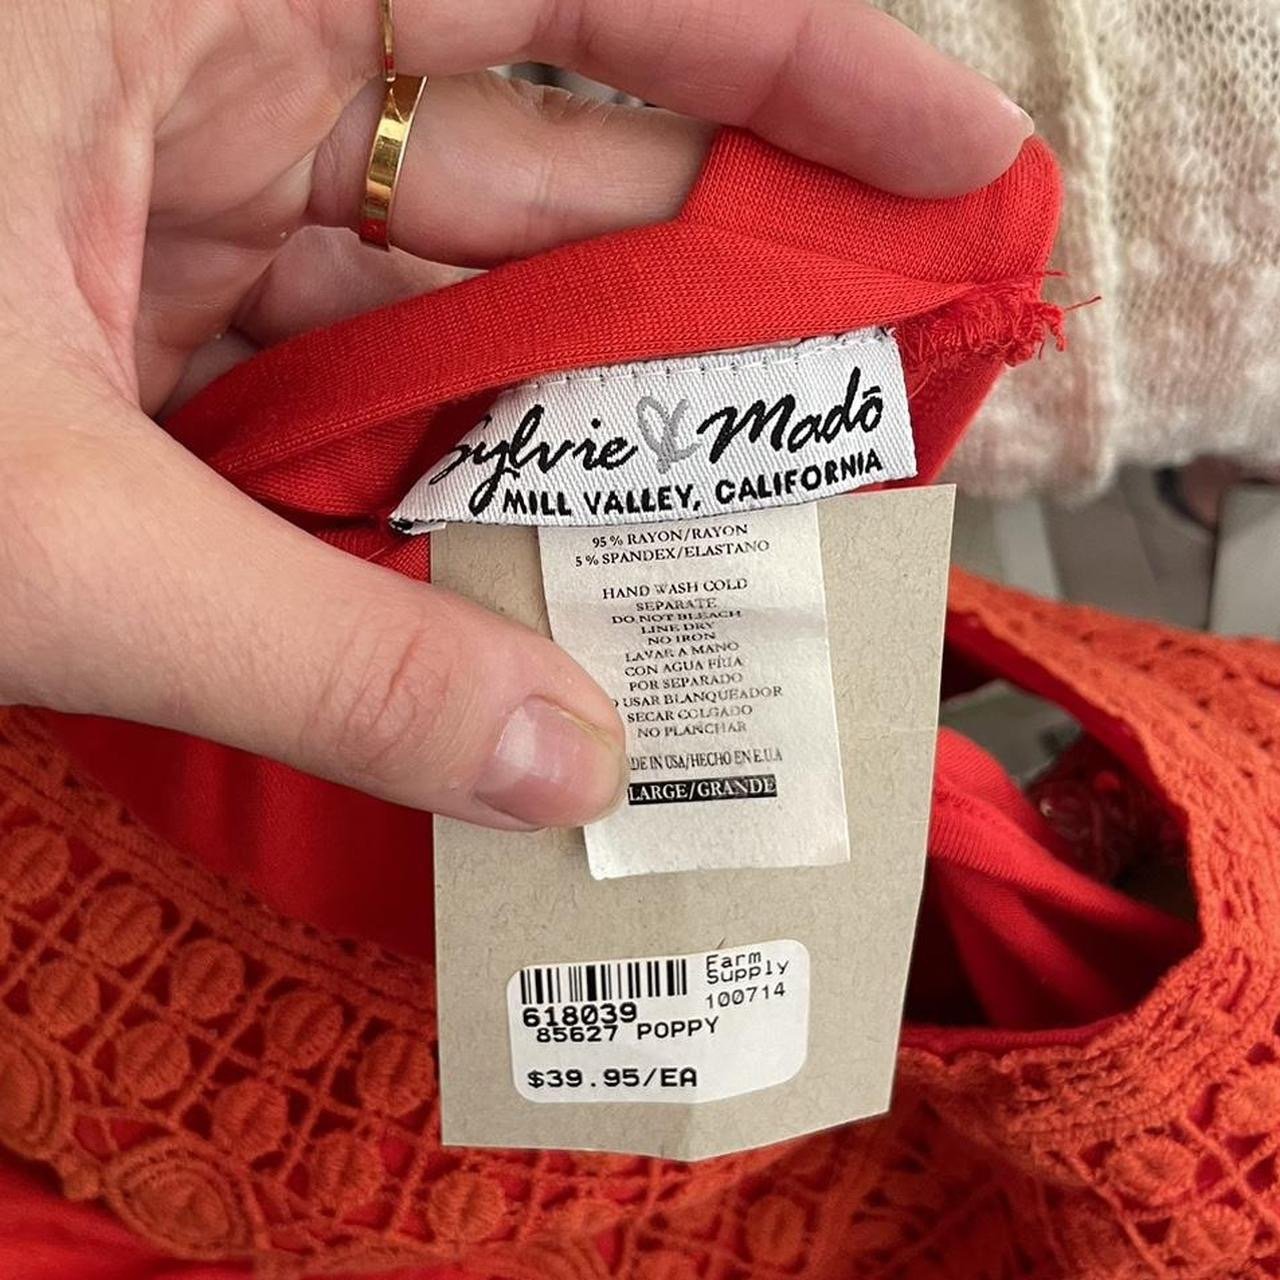 Sylvie Madō
MILL VALLEY, CALIFORNIA
95% RAYON/RAYON
5% SPANDEX/ELASTANO
HAND WASH COLD
SEPARATE
DO NOT BLEACH
LINE DRY
NO IRON
LAVAR A MANO
CON AGUA FRIA
POR SEPARADO
USAR BLANQUEADOR
SECAR COLGADO
NO PLANCHAR
IN USA/HECHO EN E.U.A
LARGE/GRANDE
Farm
Supply
100714
618039
85627 POPPY
$39.95/EA